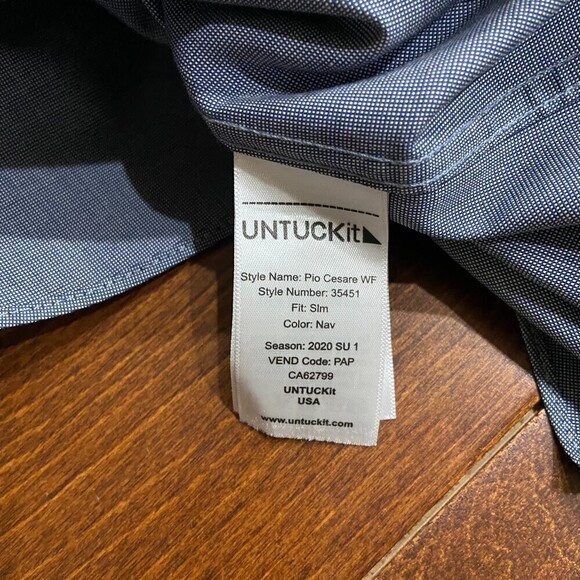 UNTUCKit
Style Name: Pio Cesare WF
Style Number: 35451
Fit: Slm
Color: Nav
Season: 2020 SU 1
VEND Code: PAP
CA62799
UNTUCKit
USA
www.untuckit.com